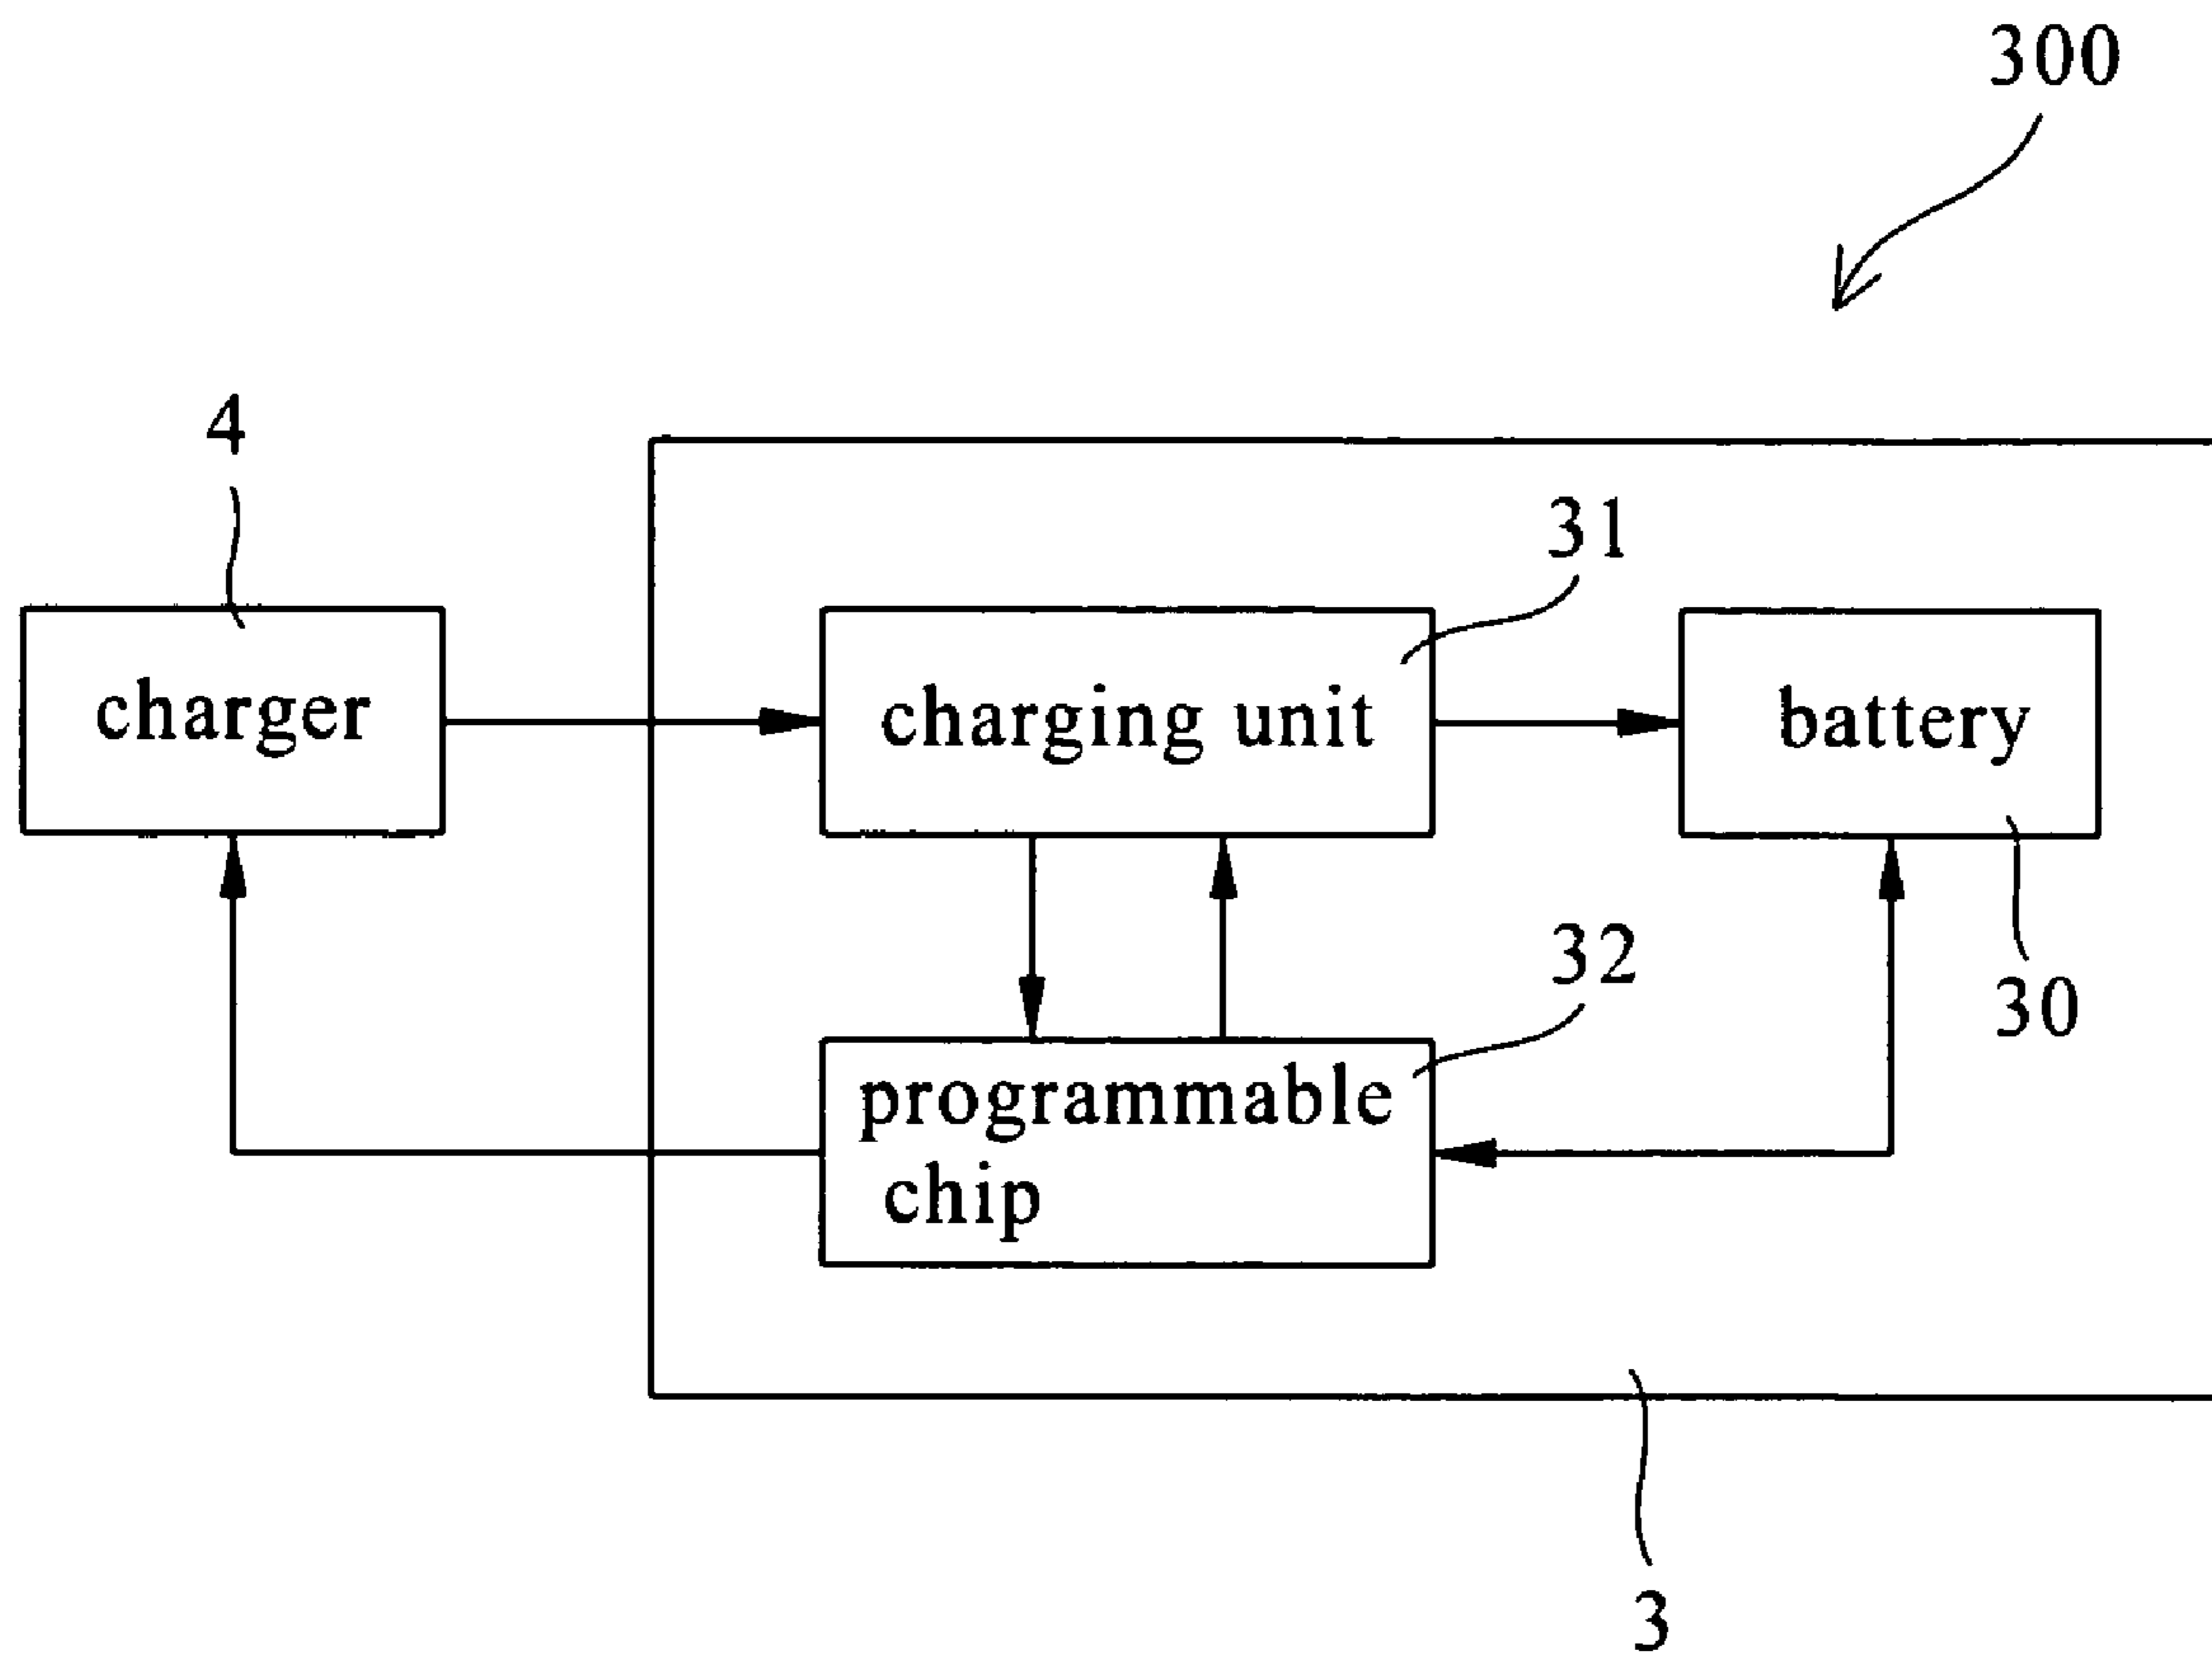 300
4
31
charger
charging unit
battery
32
30
programmable
chip
3